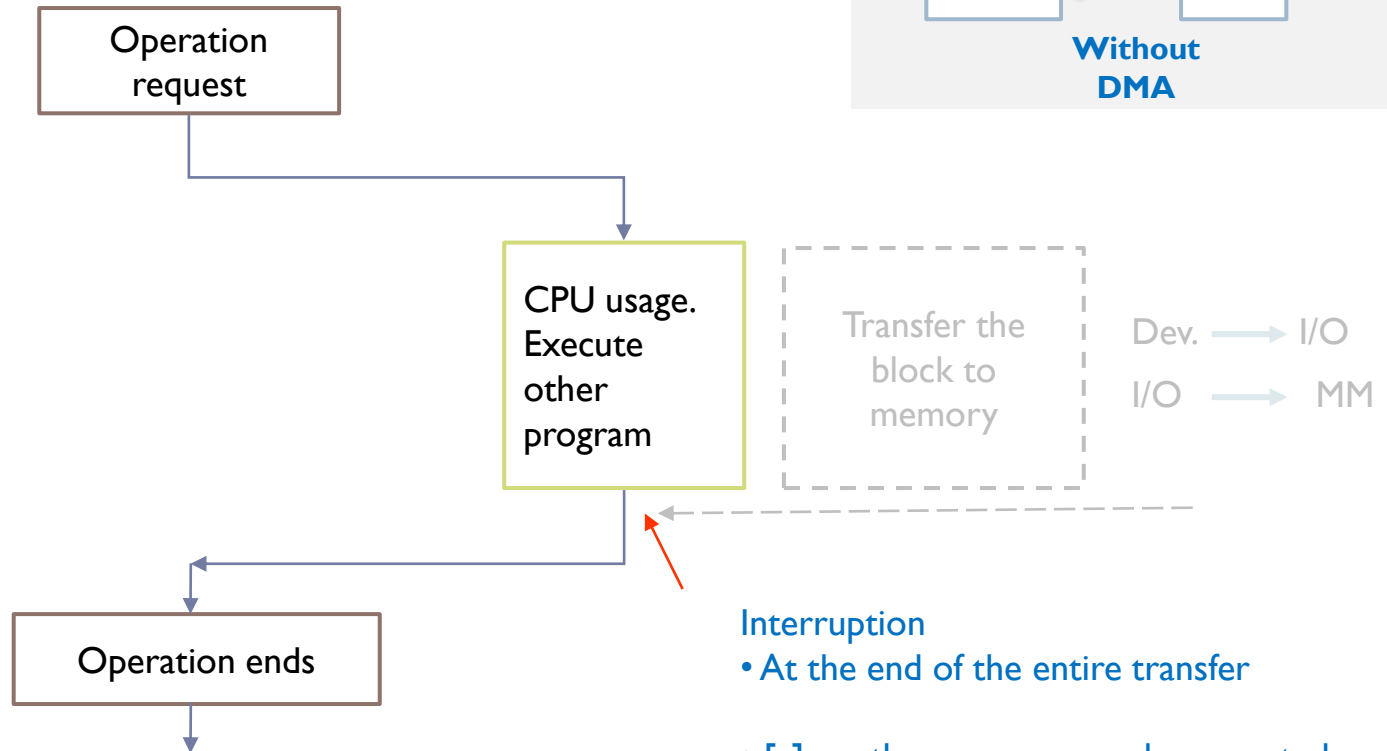 Operation
request
Without
DMA
CPU usage.
Execute
other
program
Transfer the
block to
memory
Dev. I/O
I/O MM
Interruption
• At the end of the entire transfer
Operation ends